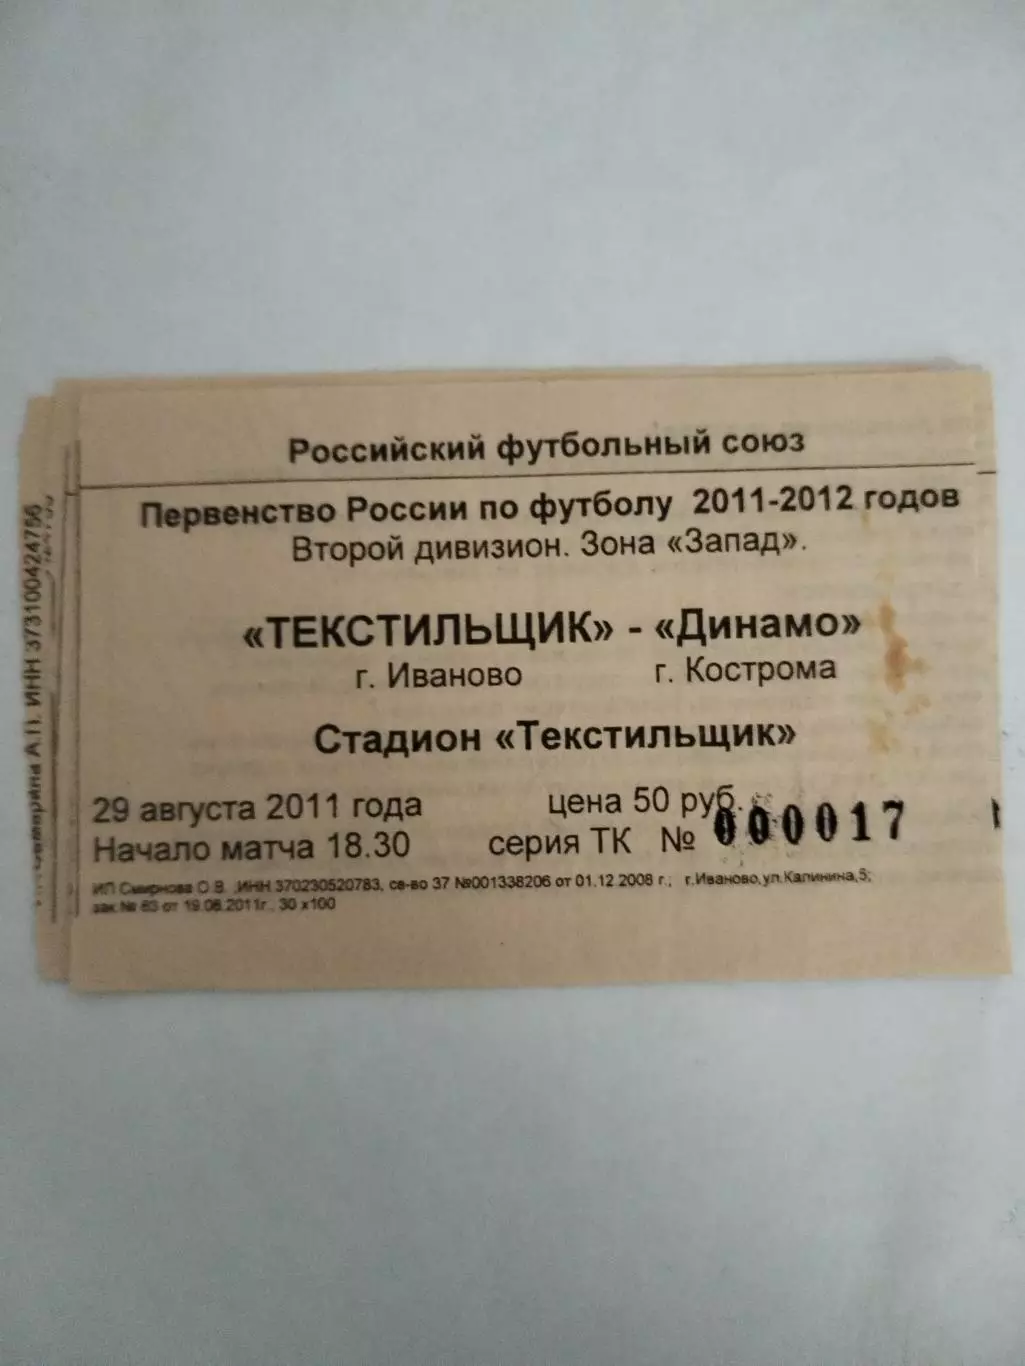 Российский футбольный союз
Первенство России по футболу 2011-2012 годов
Второй дивизион. Зона «Запад».
«ТЕКСТИЛЬЩИК» - «Динамо»
г. Иваново г. Кострома
Стадион «Текстильщик»
29 августа 2011 года цена 50 руб.
Начало матча 18.30 серия ТК № 000017
ИП Смирнова О.В. ИНН 370230520783, св-во 37 №001338206 от 01.12.2008 г.; г.Иваново,ул.Калинина,5;
зак.№ 63 от 19.08.2011г. 30 х100
А.П. ИНН 373100424756